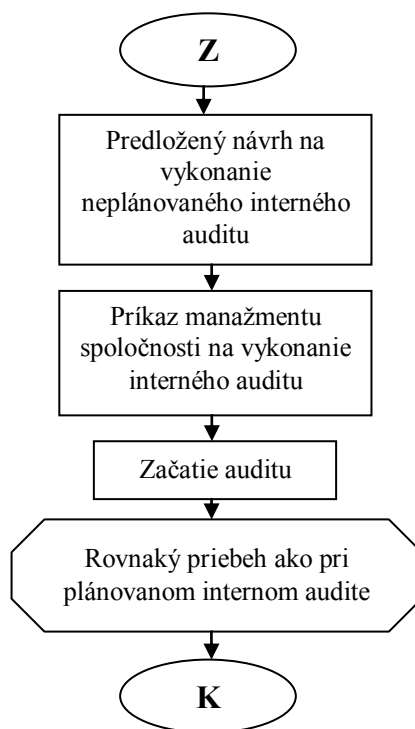 Z
Predložený návrh na
vykonanie
neplánovaného interného
auditu
Príkaz manažmentu
spoločnosti na vykonanie
interného auditu
Začatie auditu
Rovnaký priebeh ako pri
plánovanom internom audite
K